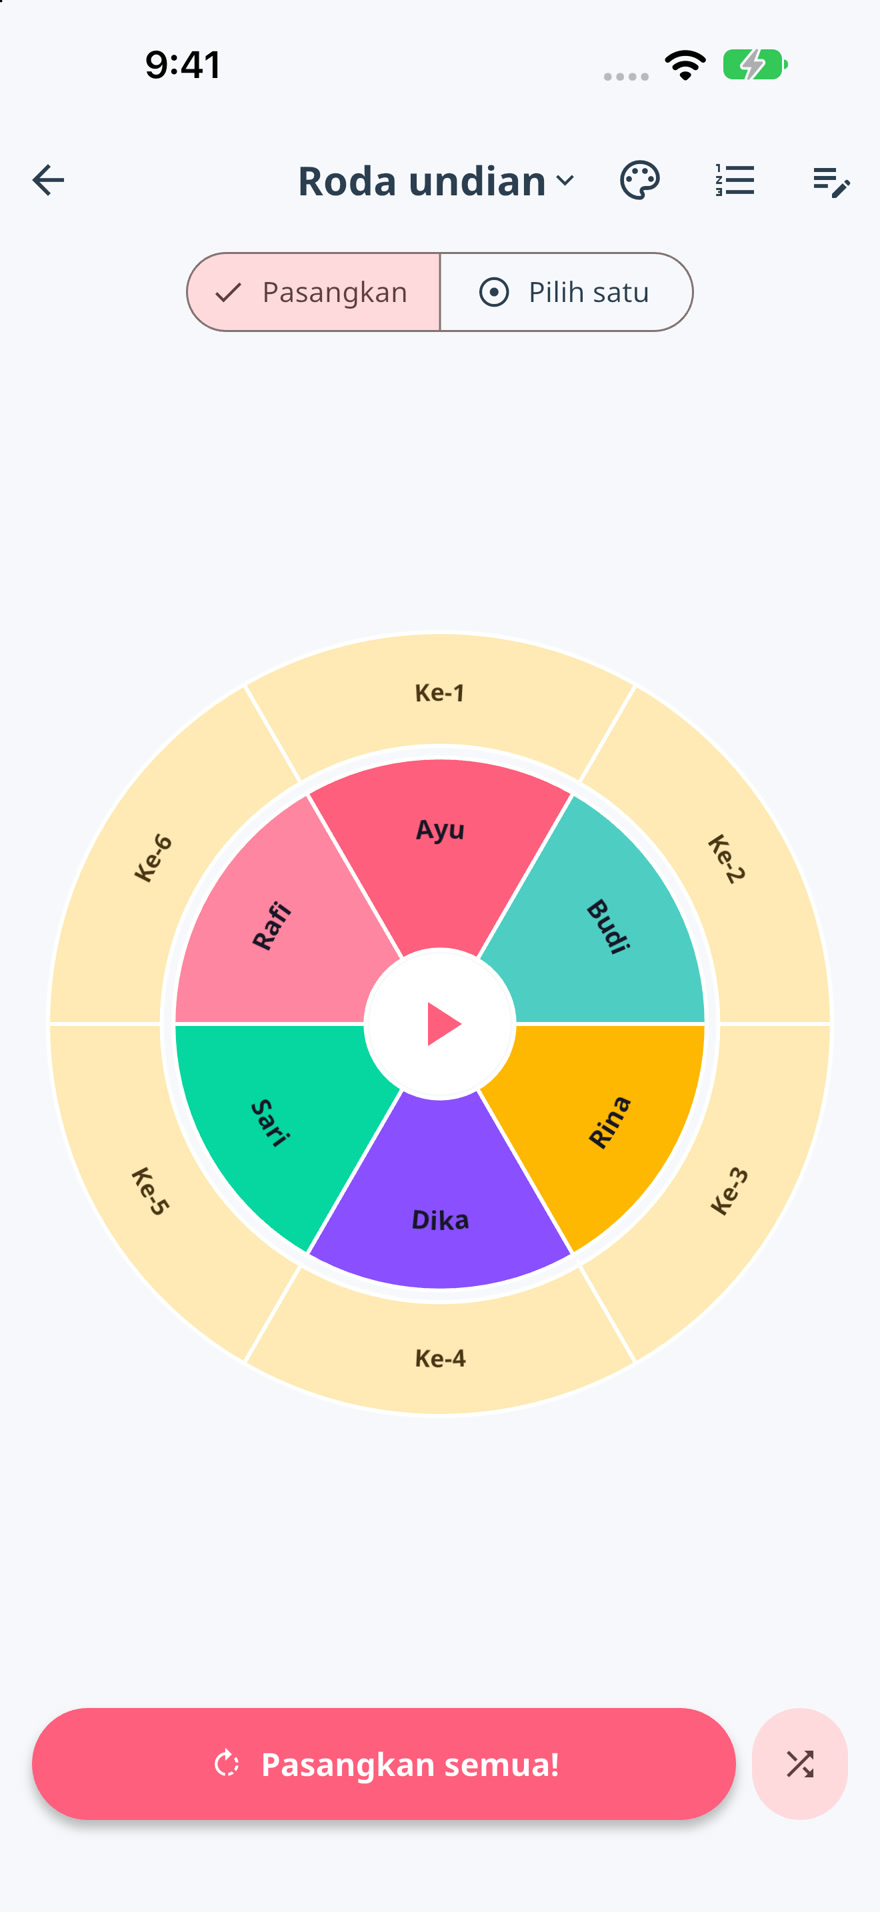 9:41
Roda undian
Pasangkan
Pilih satu
Ke-1
Ke-2
Ke-3
Ke-4
Ke-5
Ke-6
Ayu
Budi
Rina
Dika
Sari
Rafi
Pasangkan semua!